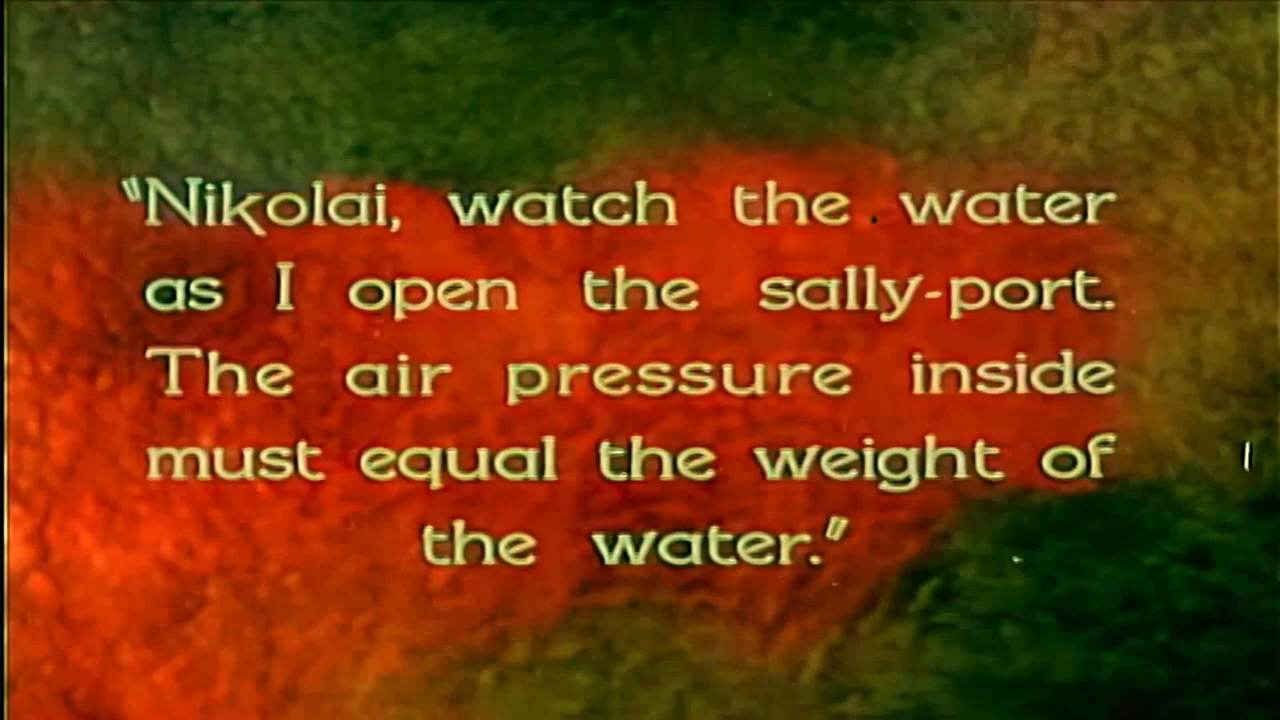 "Nikolai, watch the water
as I open the sally-port.
The air pressure inside
must equal the weight of
the water."